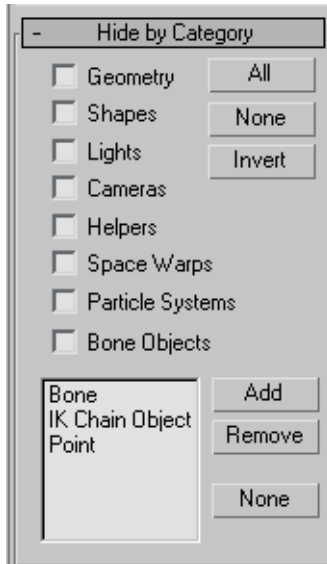 - Hide by Category
Geometry All
Shapes None
Lights Invert
Cameras
Helpers
Space Warps
Particle Systems
Bone Objects
Bone Add
IK Chain Object
Point Remove
None